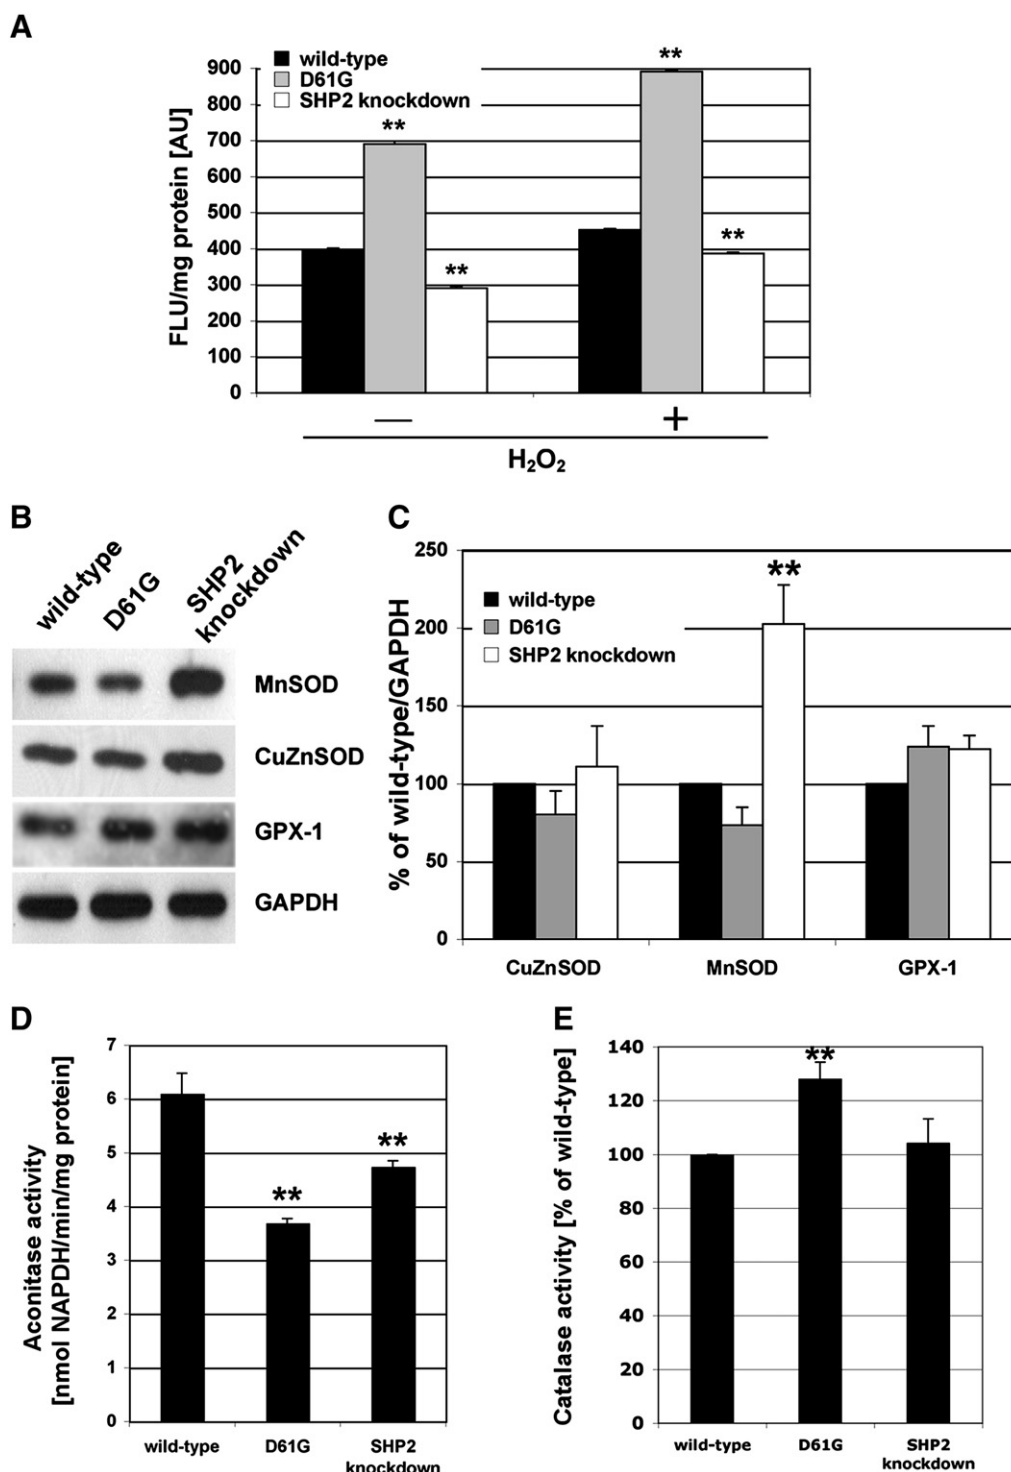 A
wild-type
D61G
SHP2 knockdown
FLU/mg protein [AU]
900
800
700
600
500
400
300
200
100
0
**
**
**
**
—
+
H₂O₂
B
wild-type
D61G
SHP2
knockdown
MnSOD
CuZnSOD
GPX-1
GAPDH
C
% of wild-type/GAPDH
250
200
150
100
50
0
wild-type
D61G
SHP2 knockdown
**
CuZnSOD
MnSOD
GPX-1
D
Aconitase activity
[nmol NAPDH/min/mg protein]
7
6
5
4
3
2
1
0
**
**
wild-type
D61G
SHP2
knockdown
E
Catalase activity [% of wild-type]
140
120
100
80
60
40
20
0
**
wild-type
D61G
SHP2
knockdown